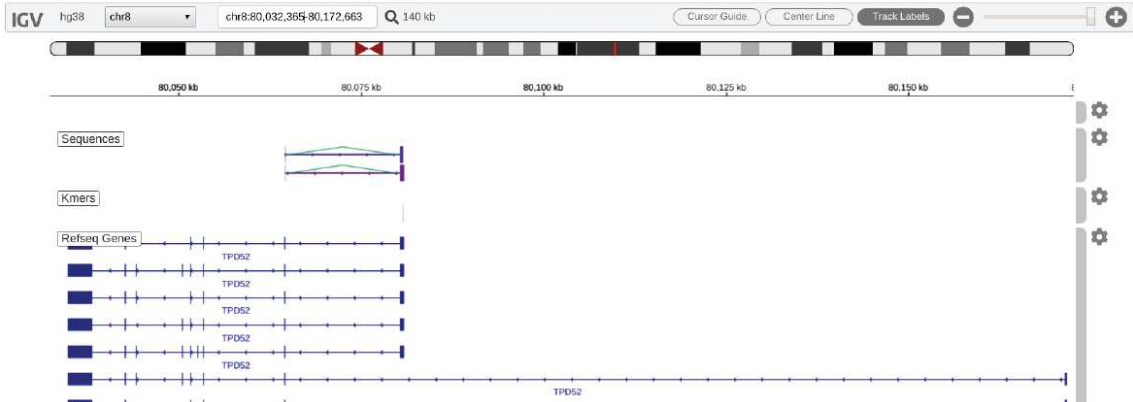 IGV hg38 chr8 chr8:80,032,365-80,172,663 140 kb Cursor Guide Center Line Track Labels
80,050 kb 80,075 kb 80,100 kb 80,125 kb 80,150 kb
Sequences
Kmers
Refseq Genes
TPD52
TPD52
TPD52
TPD52
TPD52
TPD52